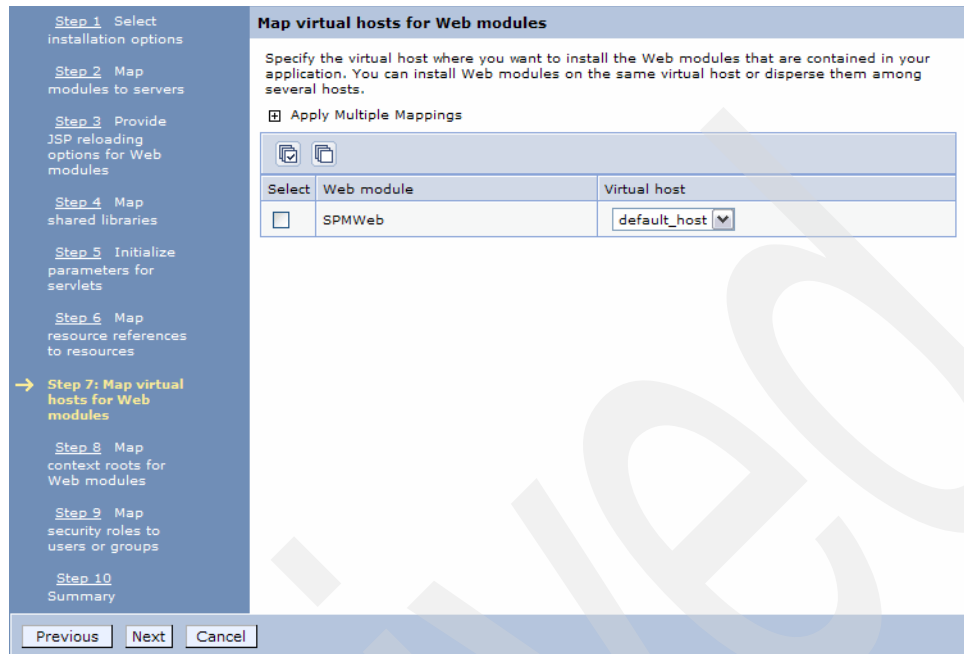 Step 1 Select
installation options
Step 2 Map
modules to servers
Step 3 Provide
JSP reloading
options for Web
modules
Step 4 Map
shared libraries
Step 5 Initialize
parameters for
servlets
Step 6 Map
resource references
to resources
Step 7: Map virtual
hosts for Web
modules
Step 8 Map
context roots for
Web modules
Step 9 Map
security roles to
users or groups
Step 10
Summary
Map virtual hosts for Web modules
Specify the virtual host where you want to install the Web modules that are contained in your
application. You can install Web modules on the same virtual host or disperse them among
several hosts.
Apply Multiple Mappings
Select Web module Virtual host
SPMWeb default_host
Previous Next Cancel